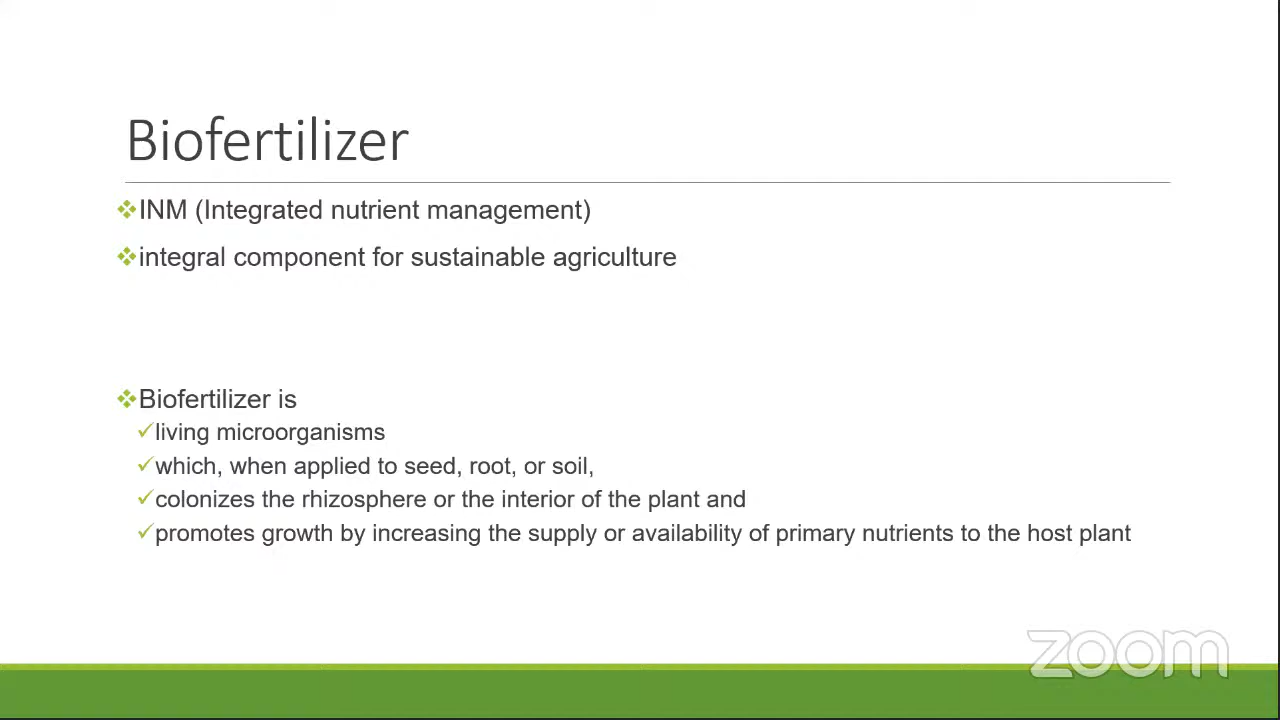 Biofertilizer
INM (Integrated nutrient management)
integral component for sustainable agriculture
Biofertilizer is
living microorganisms
which, when applied to seed, root, or soil,
colonizes the rhizosphere or the interior of the plant and
promotes growth by increasing the supply or availability of primary nutrients to the host plant
zoom